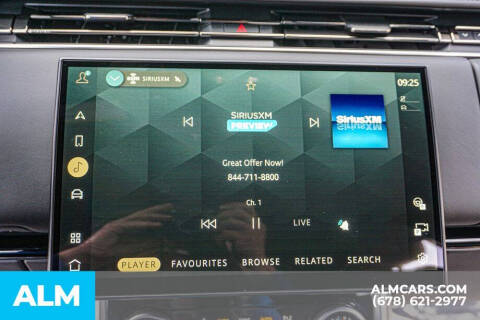 SIRIUSXM
09:25
SIRIUSXM
PREVIEW
SiriusXM
Great Offer Now!
844-711-8800
Ch. 1
LIVE
PLAYER FAVOURITES BROWSE RELATED SEARCH
ALM
ALMCARS.COM
(678) 621-2977